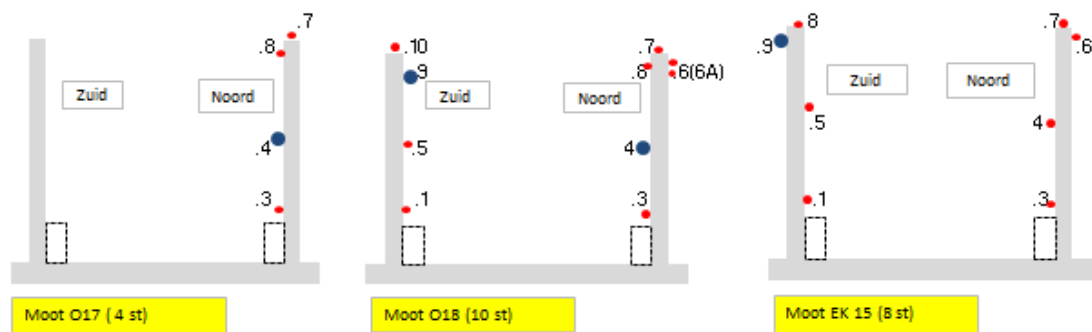 .7
.8
Zuid
Noord
.4
.3
Moot O17 ( 4 st)
.10
.7
.9
.8
.6(6A)
Zuid
Noord
.5
4
.1
.3
Moot O18 (10 st)
8
.7
.9
.6
Zuid
Noord
.5
4
.1
.3
Moot EK 15 (8 st)